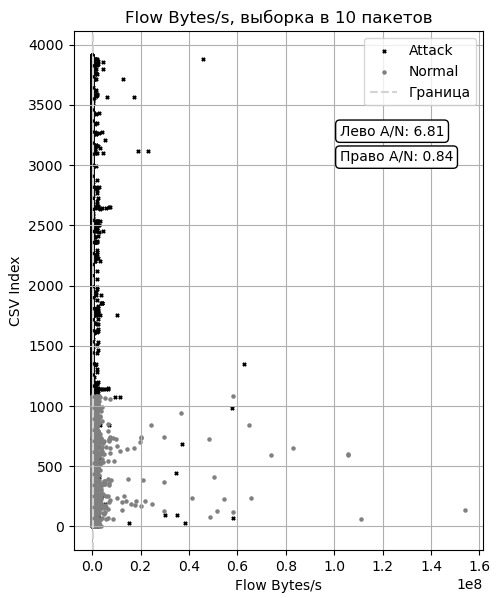 Flow Bytes/s, выборка в 10 пакетов
Attack
Normal
Граница
Лево A/N: 6.81
Право A/N: 0.84
4000
3500
3000
2500
2000
1500
1000
500
0
CSV Index
0.0 0.2 0.4 0.6 0.8 1.0 1.2 1.4 1.6
1e8
Flow Bytes/s